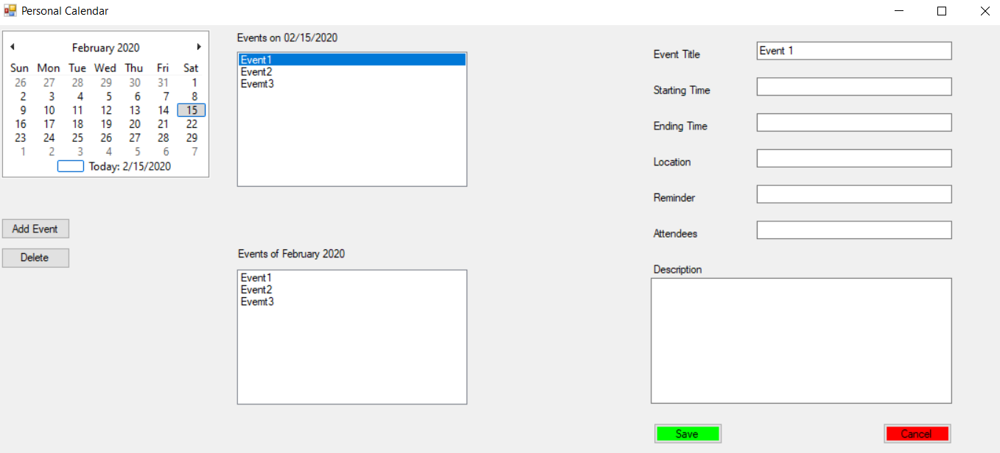 Personal Calendar
February 2020
Sun Mon Tue Wed Thu Fri Sat
26 27 28 29 30 31 1
2 3 4 5 6 7 8
9 10 11 12 13 14 15
16 17 18 19 20 21 22
23 24 25 26 27 28 29
1 2 3 4 5 6 7
Today: 2/15/2020
Add Event
Delete
Events on 02/15/2020
Event1
Event2
Evemt3
Events of February 2020
Event1
Event2
Evemt3
Event Title Event 1
Starting Time
Ending Time
Location
Reminder
Attendees
Description
Save Cancel